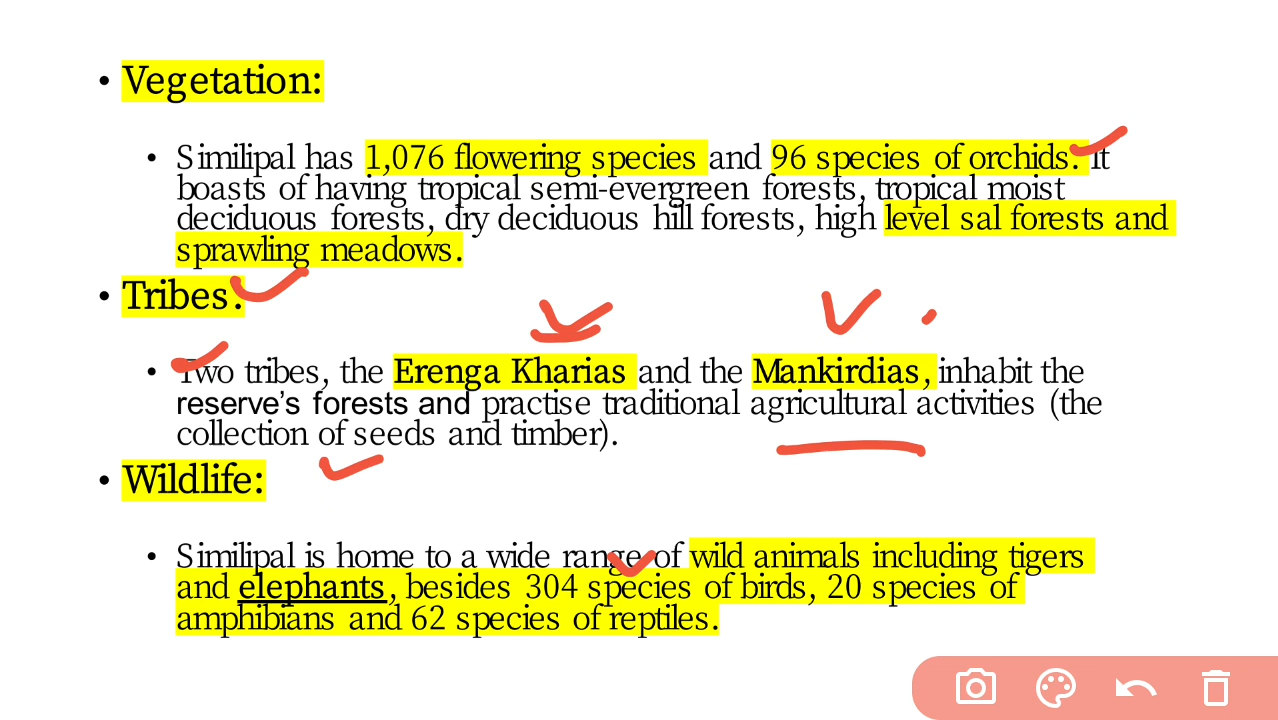 • Vegetation:
• Similipal has 1,076 flowering species and 96 species of orchids. It
boasts of having tropical semi-evergreen forests, tropical moist
deciduous forests, dry deciduous hill forests, high level sal forests and
sprawling meadows.
• Tribes:
• Two tribes, the Erenga Kharias and the Mankirdias, inhabit the
reserve’s forests and practise traditional agricultural activities (the
collection of seeds and timber).
• Wildlife:
• Similipal is home to a wide range of wild animals including tigers
and elephants, besides 304 species of birds, 20 species of
amphibians and 62 species of reptiles.